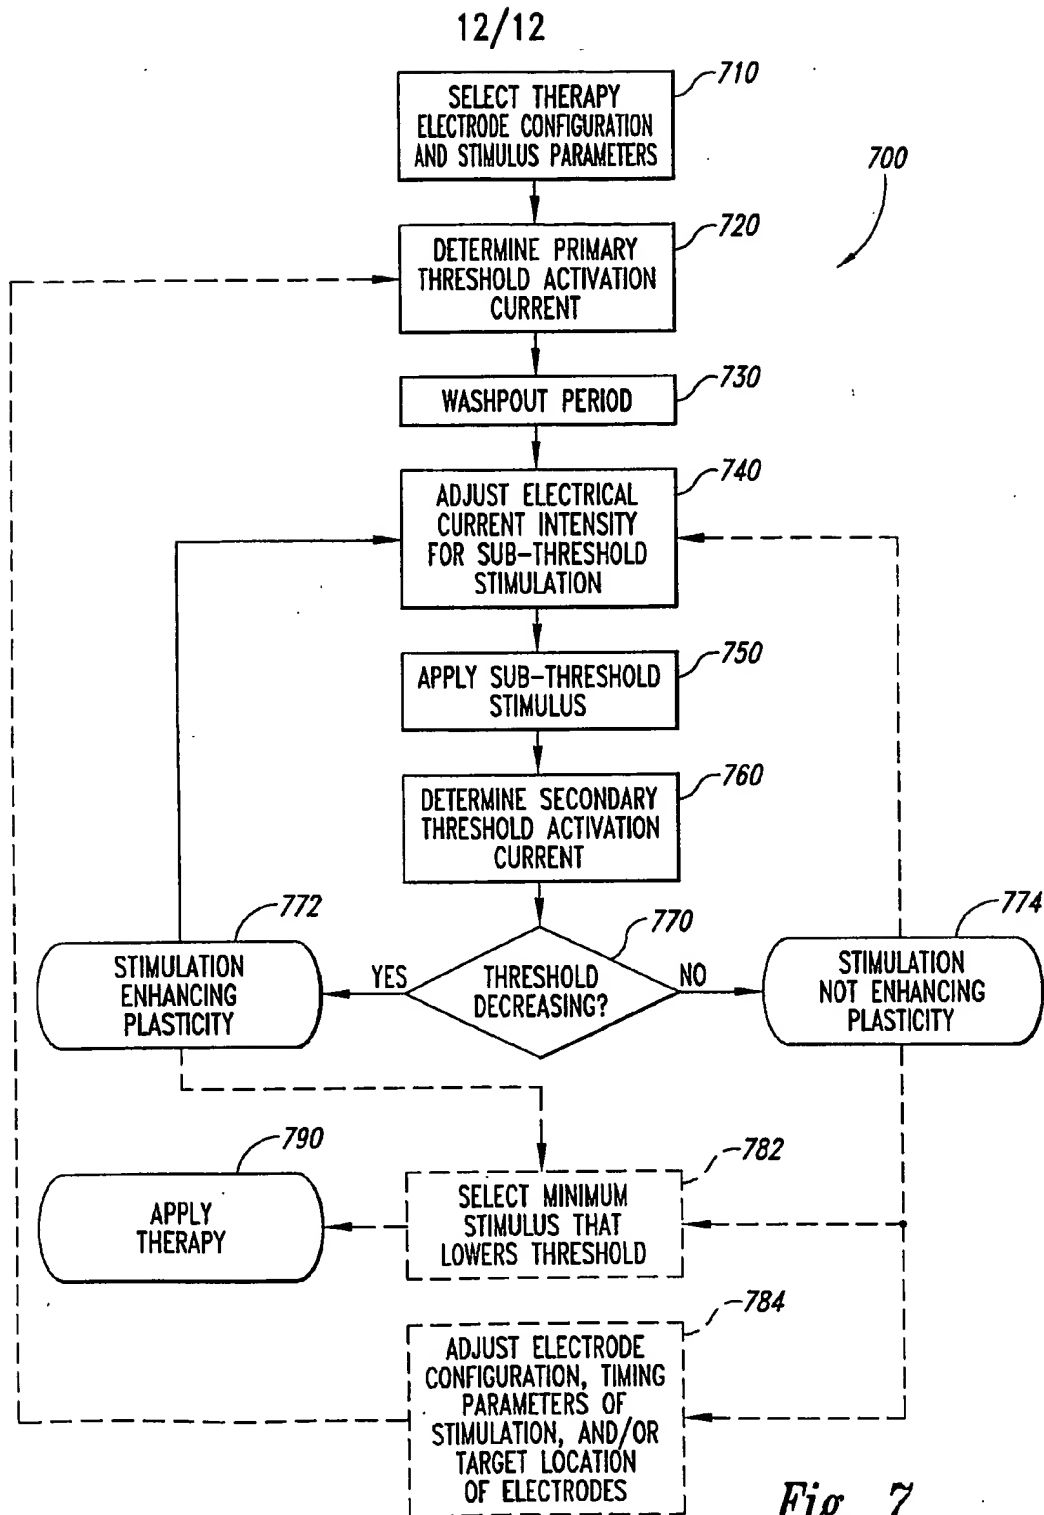 12/12
710
SELECT THERAPY
ELECTRODE CONFIGURATION
AND STIMULUS PARAMETERS
700
720
DETERMINE PRIMARY
THRESHOLD ACTIVATION
CURRENT
730
WASHPOUT PERIOD
740
ADJUST ELECTRICAL
CURRENT INTENSITY
FOR SUB-THRESHOLD
STIMULATION
750
APPLY SUB-THRESHOLD
STIMULUS
760
DETERMINE SECONDARY
THRESHOLD ACTIVATION
CURRENT
770
THRESHOLD
DECREASING?
YES
NO
772
STIMULATION
ENHANCING
PLASTICITY
774
STIMULATION
NOT ENHANCING
PLASTICITY
782
SELECT MINIMUM
STIMULUS THAT
LOWERS THRESHOLD
790
APPLY
THERAPY
784
ADJUST ELECTRODE
CONFIGURATION, TIMING
PARAMETERS OF
STIMULATION, AND/OR
TARGET LOCATION
OF ELECTRODES
Fig. 7